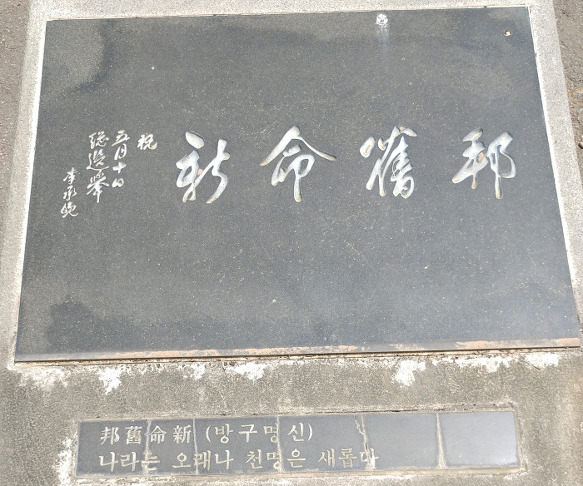 邦舊命新
祝
五月十日
總選擧
李承晩
邦舊命新 (방구명신)
나라는 오래나 천명은 새롭다